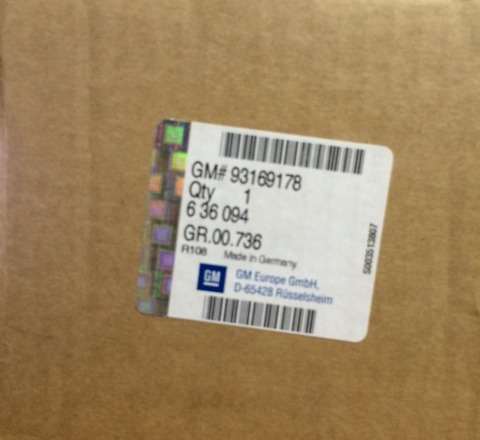 GM# 93169178
Qty 1
6 36 094
GR.00.736
R108 Made in Germany
GM
GM Europe GmbH,
D-65428 Rüsselsheim
S003513807